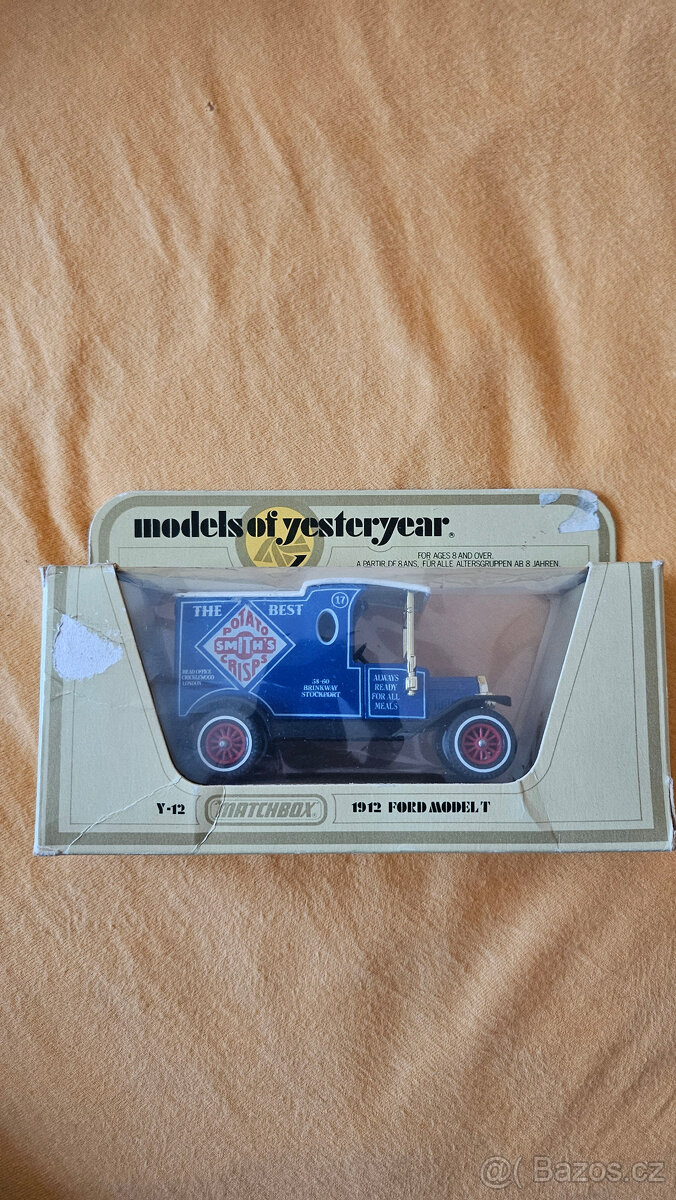 models of yesteryear®
FOR AGES 8 AND OVER.
A PARTIR DE 8 ANS, FÜR ALLE ALTERSGRUPPEN AB 8 JAHREN.
THE BEST
17
POTATO
SMITH'S
CRISPS
HEAD OFFICE
CRICKLEWOOD
LONDON
58-60
BRINKWAY
STOCKPORT
ALWAYS
READY
FOR ALL
MEALS
Y-12 MATCHBOX 1912 FORD MODEL T
@( Bazos.cz